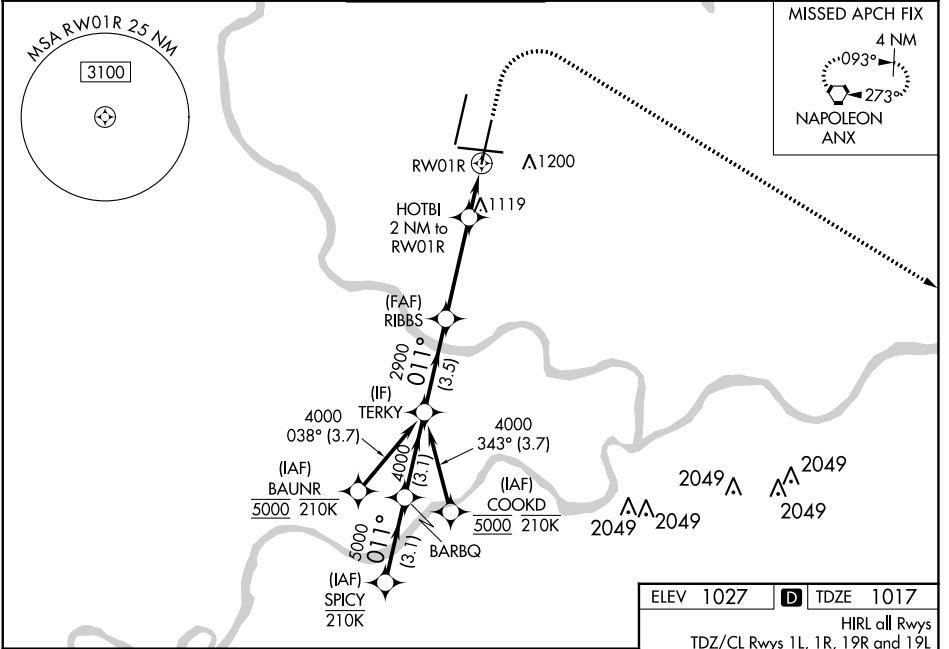 MSA RW01R 25 NM
3100
MISSED APCH FIX
4 NM
093°
273°
NAPOLEON
ANX
RW01R
1200
HOTBI
2 NM to
RW01R
1119
(FAF)
RIBBS
2900
011°
(3.5)
(IF)
TERKY
4000
038° (3.7)
4000
343° (3.7)
(IAF)
BAUNR
5000 210K
4000
(3.1)
(IAF)
COOKD
5000 210K
BARBQ
5000
011°
(3.1)
(IAF)
SPICY
210K
2049
2049
2049
2049
2049
ELEV 1027 D TDZE 1017
HIRL all Rwys
TDZ/CL Rwys 1L, 1R, 19R and 19L